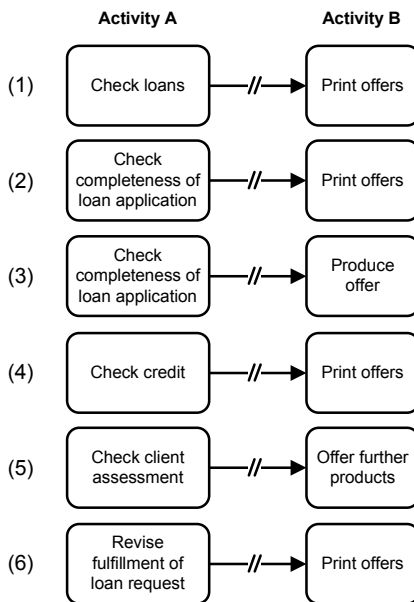 Activity A Activity B
(1) Check loans Print offers
(2) Check
completeness of
loan application Print offers
(3) Check
completeness of
loan application Produce
offer
(4) Check credit Print offers
(5) Check client
assessment Offer further
products
(6) Revise
fulfillment of
loan request Print offers